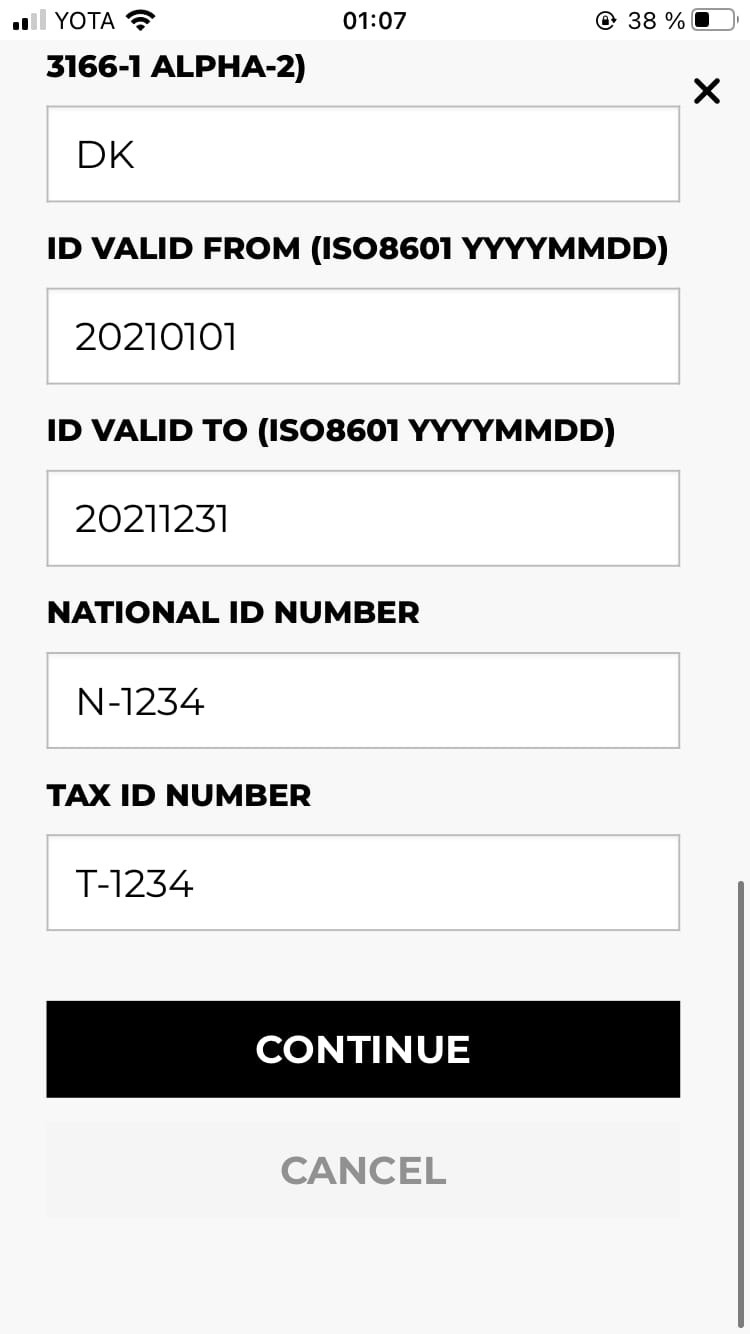 YOTA 01:07 38 %
3166-1 ALPHA-2)
DK
ID VALID FROM (ISO8601 YYYYMMDD)
20210101
ID VALID TO (ISO8601 YYYYMMDD)
20211231
NATIONAL ID NUMBER
N-1234
TAX ID NUMBER
T-1234
CONTINUE
CANCEL